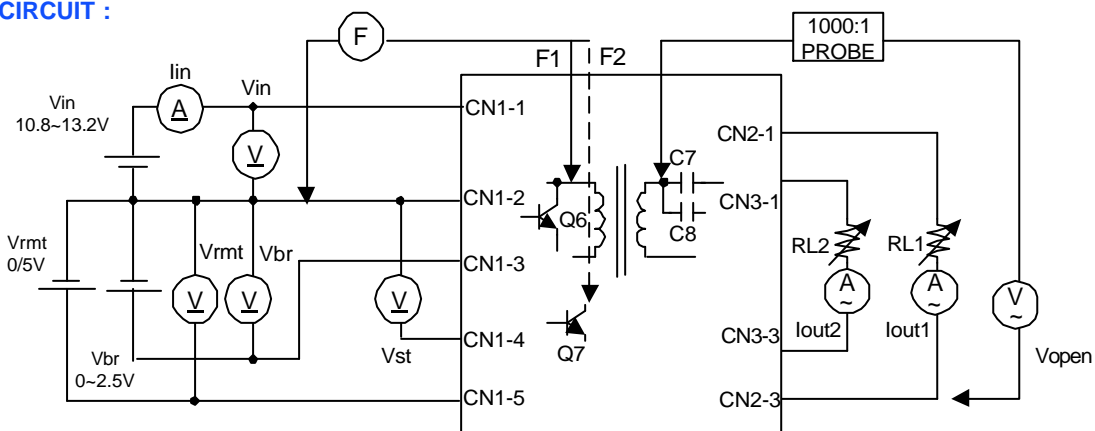 CIRCUIT :
F
1000:1
PROBE
F1
F2
Iin
Vin
Vin
10.8~13.2V
A
V
CN1-1
CN2-1
C7
CN1-2
CN3-1
Q6
C8
Vrmt
0/5V
Vrmt
Vbr
RL2
RL1
CN1-3
V
V
V
A
~
A
~
V
~
Iout2
Iout1
CN1-4
CN3-3
Vst
Q7
Vopen
Vbr
0~2.5V
CN1-5
CN2-3